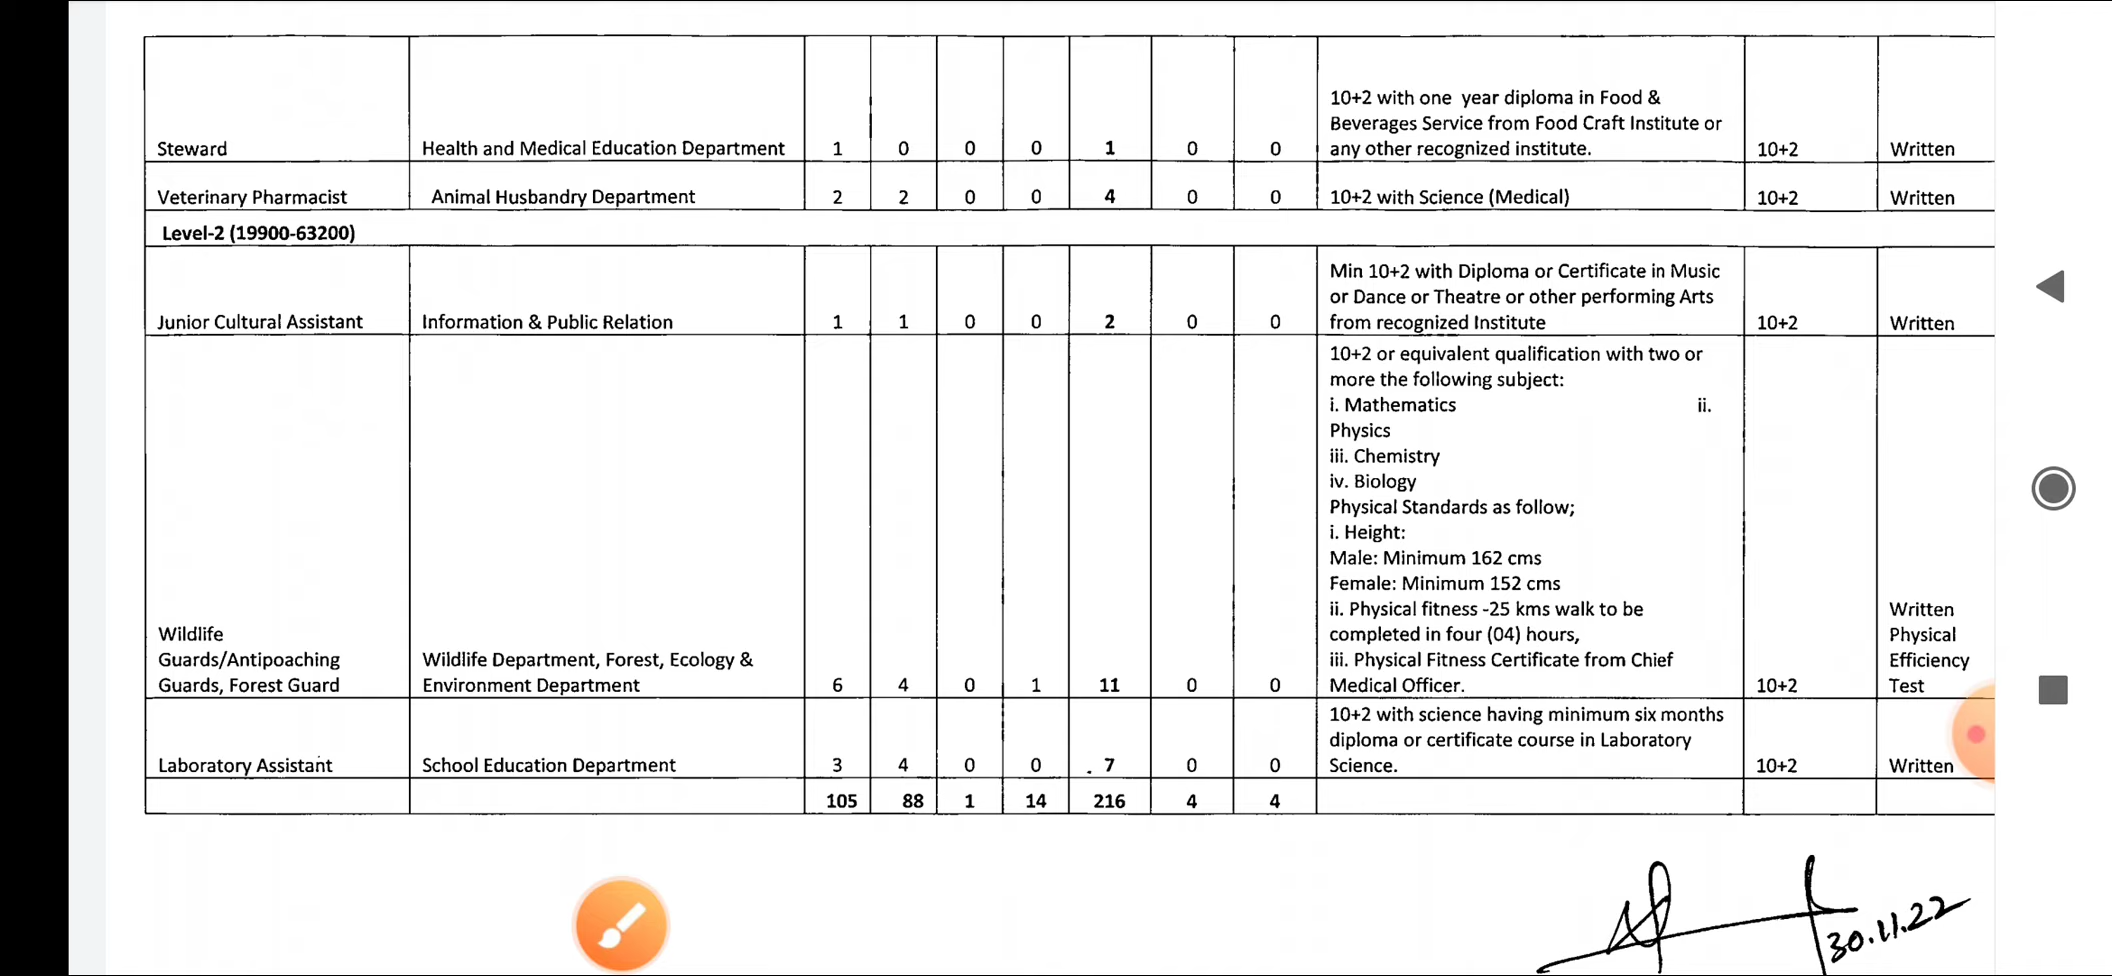 10+2 with one year diploma in Food &
Beverages Service from Food Craft Institute or
Steward Health and Medical Education Department 1 0 0 0 1 0 0 any other recognized institute. 10+2 Written
Veterinary Pharmacist Animal Husbandry Department 2 2 0 0 4 0 0 10+2 with Science (Medical) 10+2 Written
Level-2 (19900-63200)
Min 10+2 with Diploma or Certificate in Music
or Dance or Theatre or other performing Arts
Junior Cultural Assistant Information & Public Relation 1 1 0 0 2 0 0 from recognized Institute 10+2 Written
10+2 or equivalent qualification with two or
more the following subject:
i. Mathematics ii.
Physics
iii. Chemistry
iv. Biology
Physical Standards as follow;
i. Height:
Male: Minimum 162 cms
Female: Minimum 152 cms
ii. Physical fitness -25 kms walk to be Written
Wildlife completed in four (04) hours, Physical
Guards/Antipoaching Wildlife Department, Forest, Ecology & iii. Physical Fitness Certificate from Chief Efficiency
Guards, Forest Guard Environment Department 6 4 0 1 11 0 0 Medical Officer. 10+2 Test
10+2 with science having minimum six months
diploma or certificate course in Laboratory
Laboratory Assistant School Education Department 3 4 0 0 7 0 0 Science. 10+2 Written
105 88 1 14 216 4 4
30.11.22